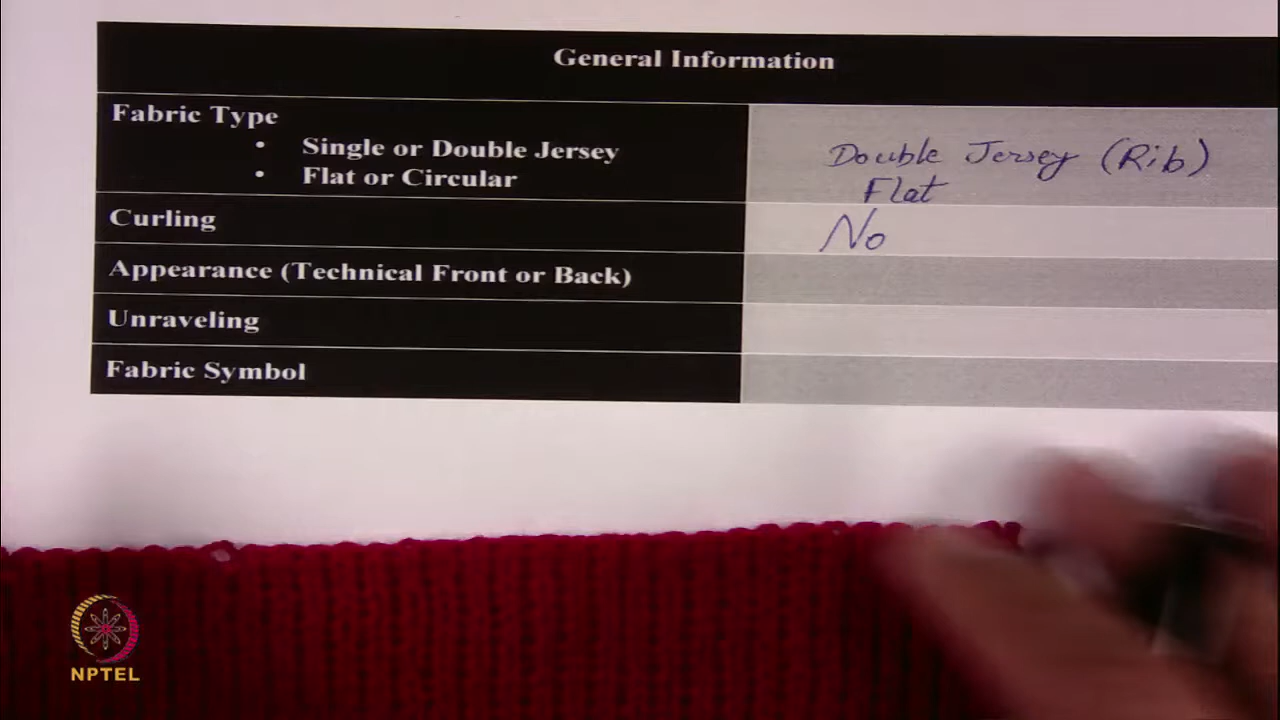 General Information
Fabric Type
• Single or Double Jersey
• Flat or Circular
Double Jersey (Rib)
Flat
Curling
No
Appearance (Technical Front or Back)
Unraveling
Fabric Symbol
NPTEL